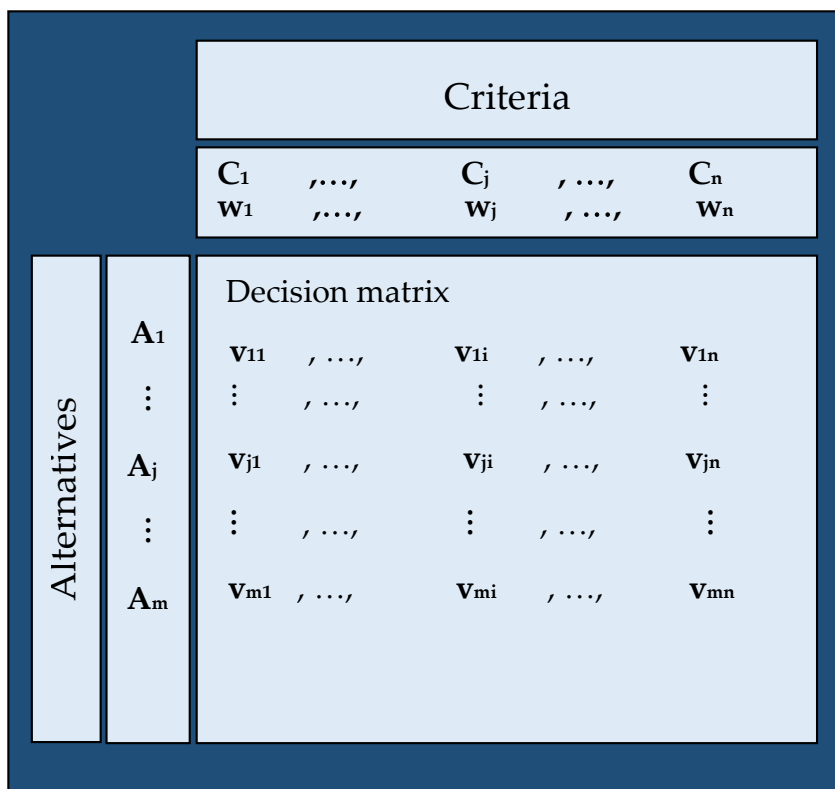 Criteria
C1 ,…, Cj , …, Cn
w1 ,…, wj , …, wn
Alternatives
Decision matrix
A1 v11 , …, v1i , …, v1n
⋮ ⋮ , …, ⋮ , …, ⋮
Aj vj1 , …, vji , …, vjn
⋮ ⋮ , …, ⋮ , …, ⋮
Am vm1 , …, vmi , …, vmn